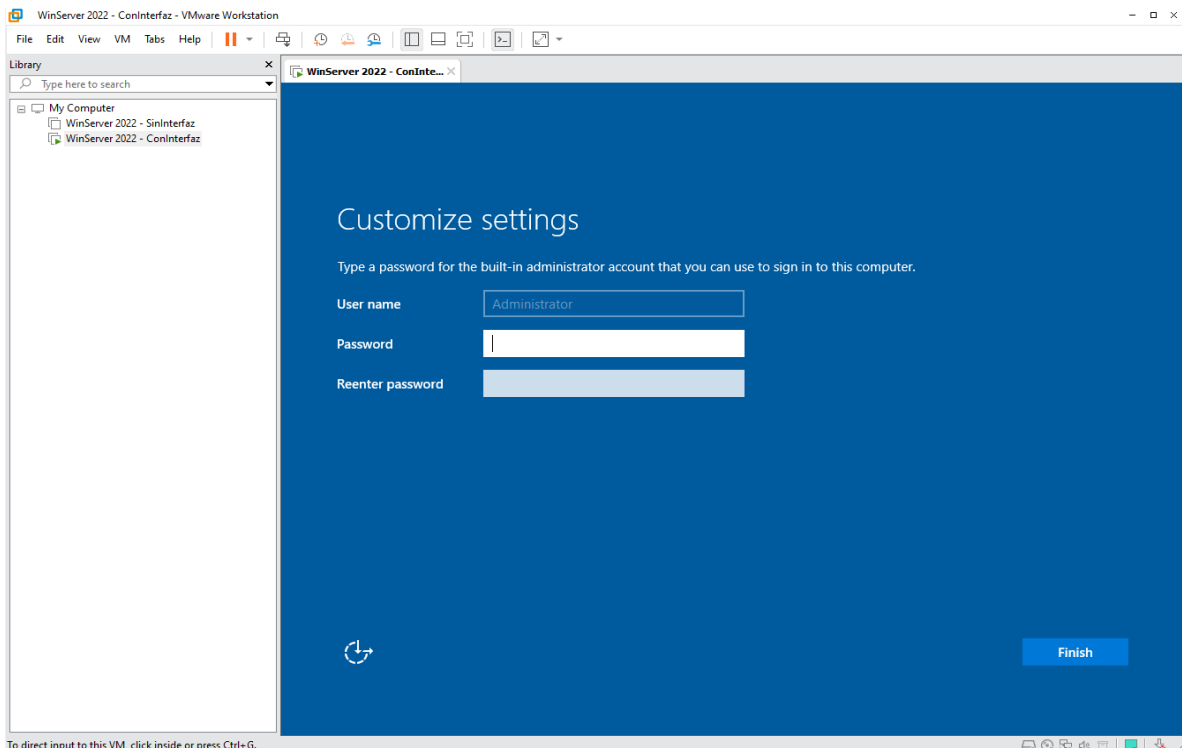 WinServer 2022 - ConInterfaz - VMware Workstation
File Edit View VM Tabs Help
Library
Type here to search
My Computer
WinServer 2022 - SinInterfaz
WinServer 2022 - ConInterfaz
WinServer 2022 - ConInte...
Customize settings
Type a password for the built-in administrator account that you can use to sign in to this computer.
User name Administrator
Password
Reenter password
Finish
To direct input to this VM, click inside or press Ctrl+G.